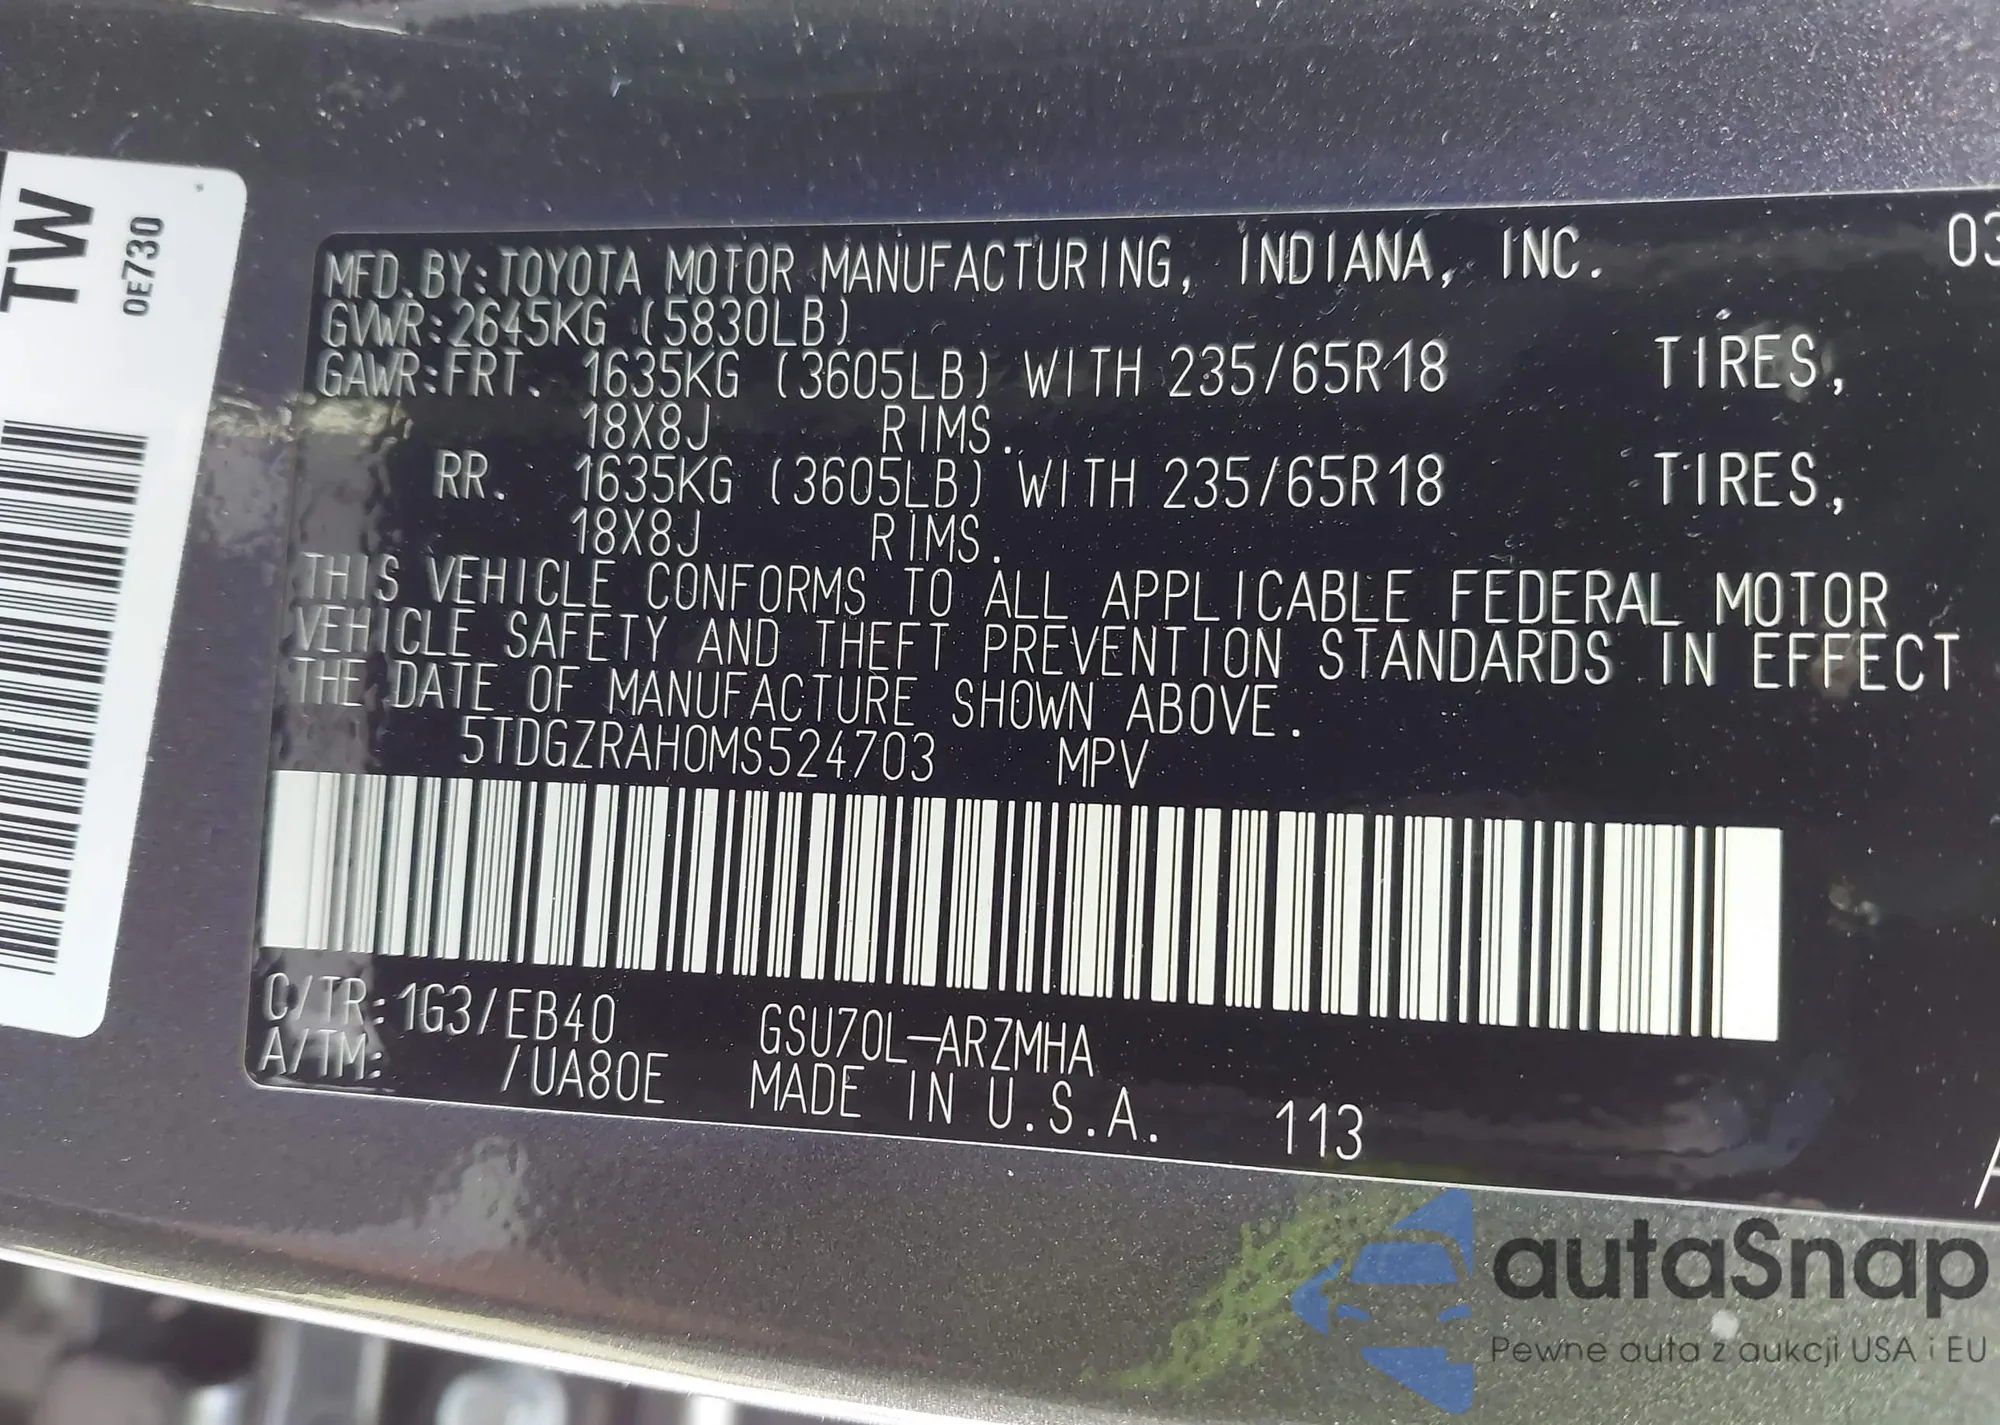 TW
0E730
MFD.BY:TOYOTA MOTOR MANUFACTURING, INDIANA, INC. 03
GVWR:2645KG (5830LB)
GAWR:FRT. 1635KG (3605LB) WITH 235/65R18 TIRES,
18X8J RIMS.
RR. 1635KG (3605LB) WITH 235/65R18 TIRES,
18X8J RIMS.
THIS VEHICLE CONFORMS TO ALL APPLICABLE FEDERAL MOTOR
VEHICLE SAFETY AND THEFT PREVENTION STANDARDS IN EFFECT
THE DATE OF MANUFACTURE SHOWN ABOVE.
5TDGZRAH0MS524703 MPV
C/TR:1G3/EB40 GSU70L-ARZMHA
A/TM: /UA80E MADE IN U.S.A. 113
autaSnap
Pewne auta z aukcji USA i EU